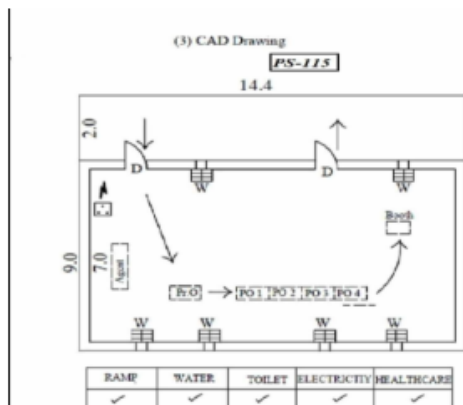 (3) CAD Drawing
PS-115
14.4
2.0
D
W
D
W
Booth
9.0
7.0
Agent
PrO
PO 1 PO 2 PO 3 PO 4
W
W
W
W
RAMP WATER TOILET ELECTRICTIY HEALTHCARE
✓ ✓ ✓ ✓ ✓